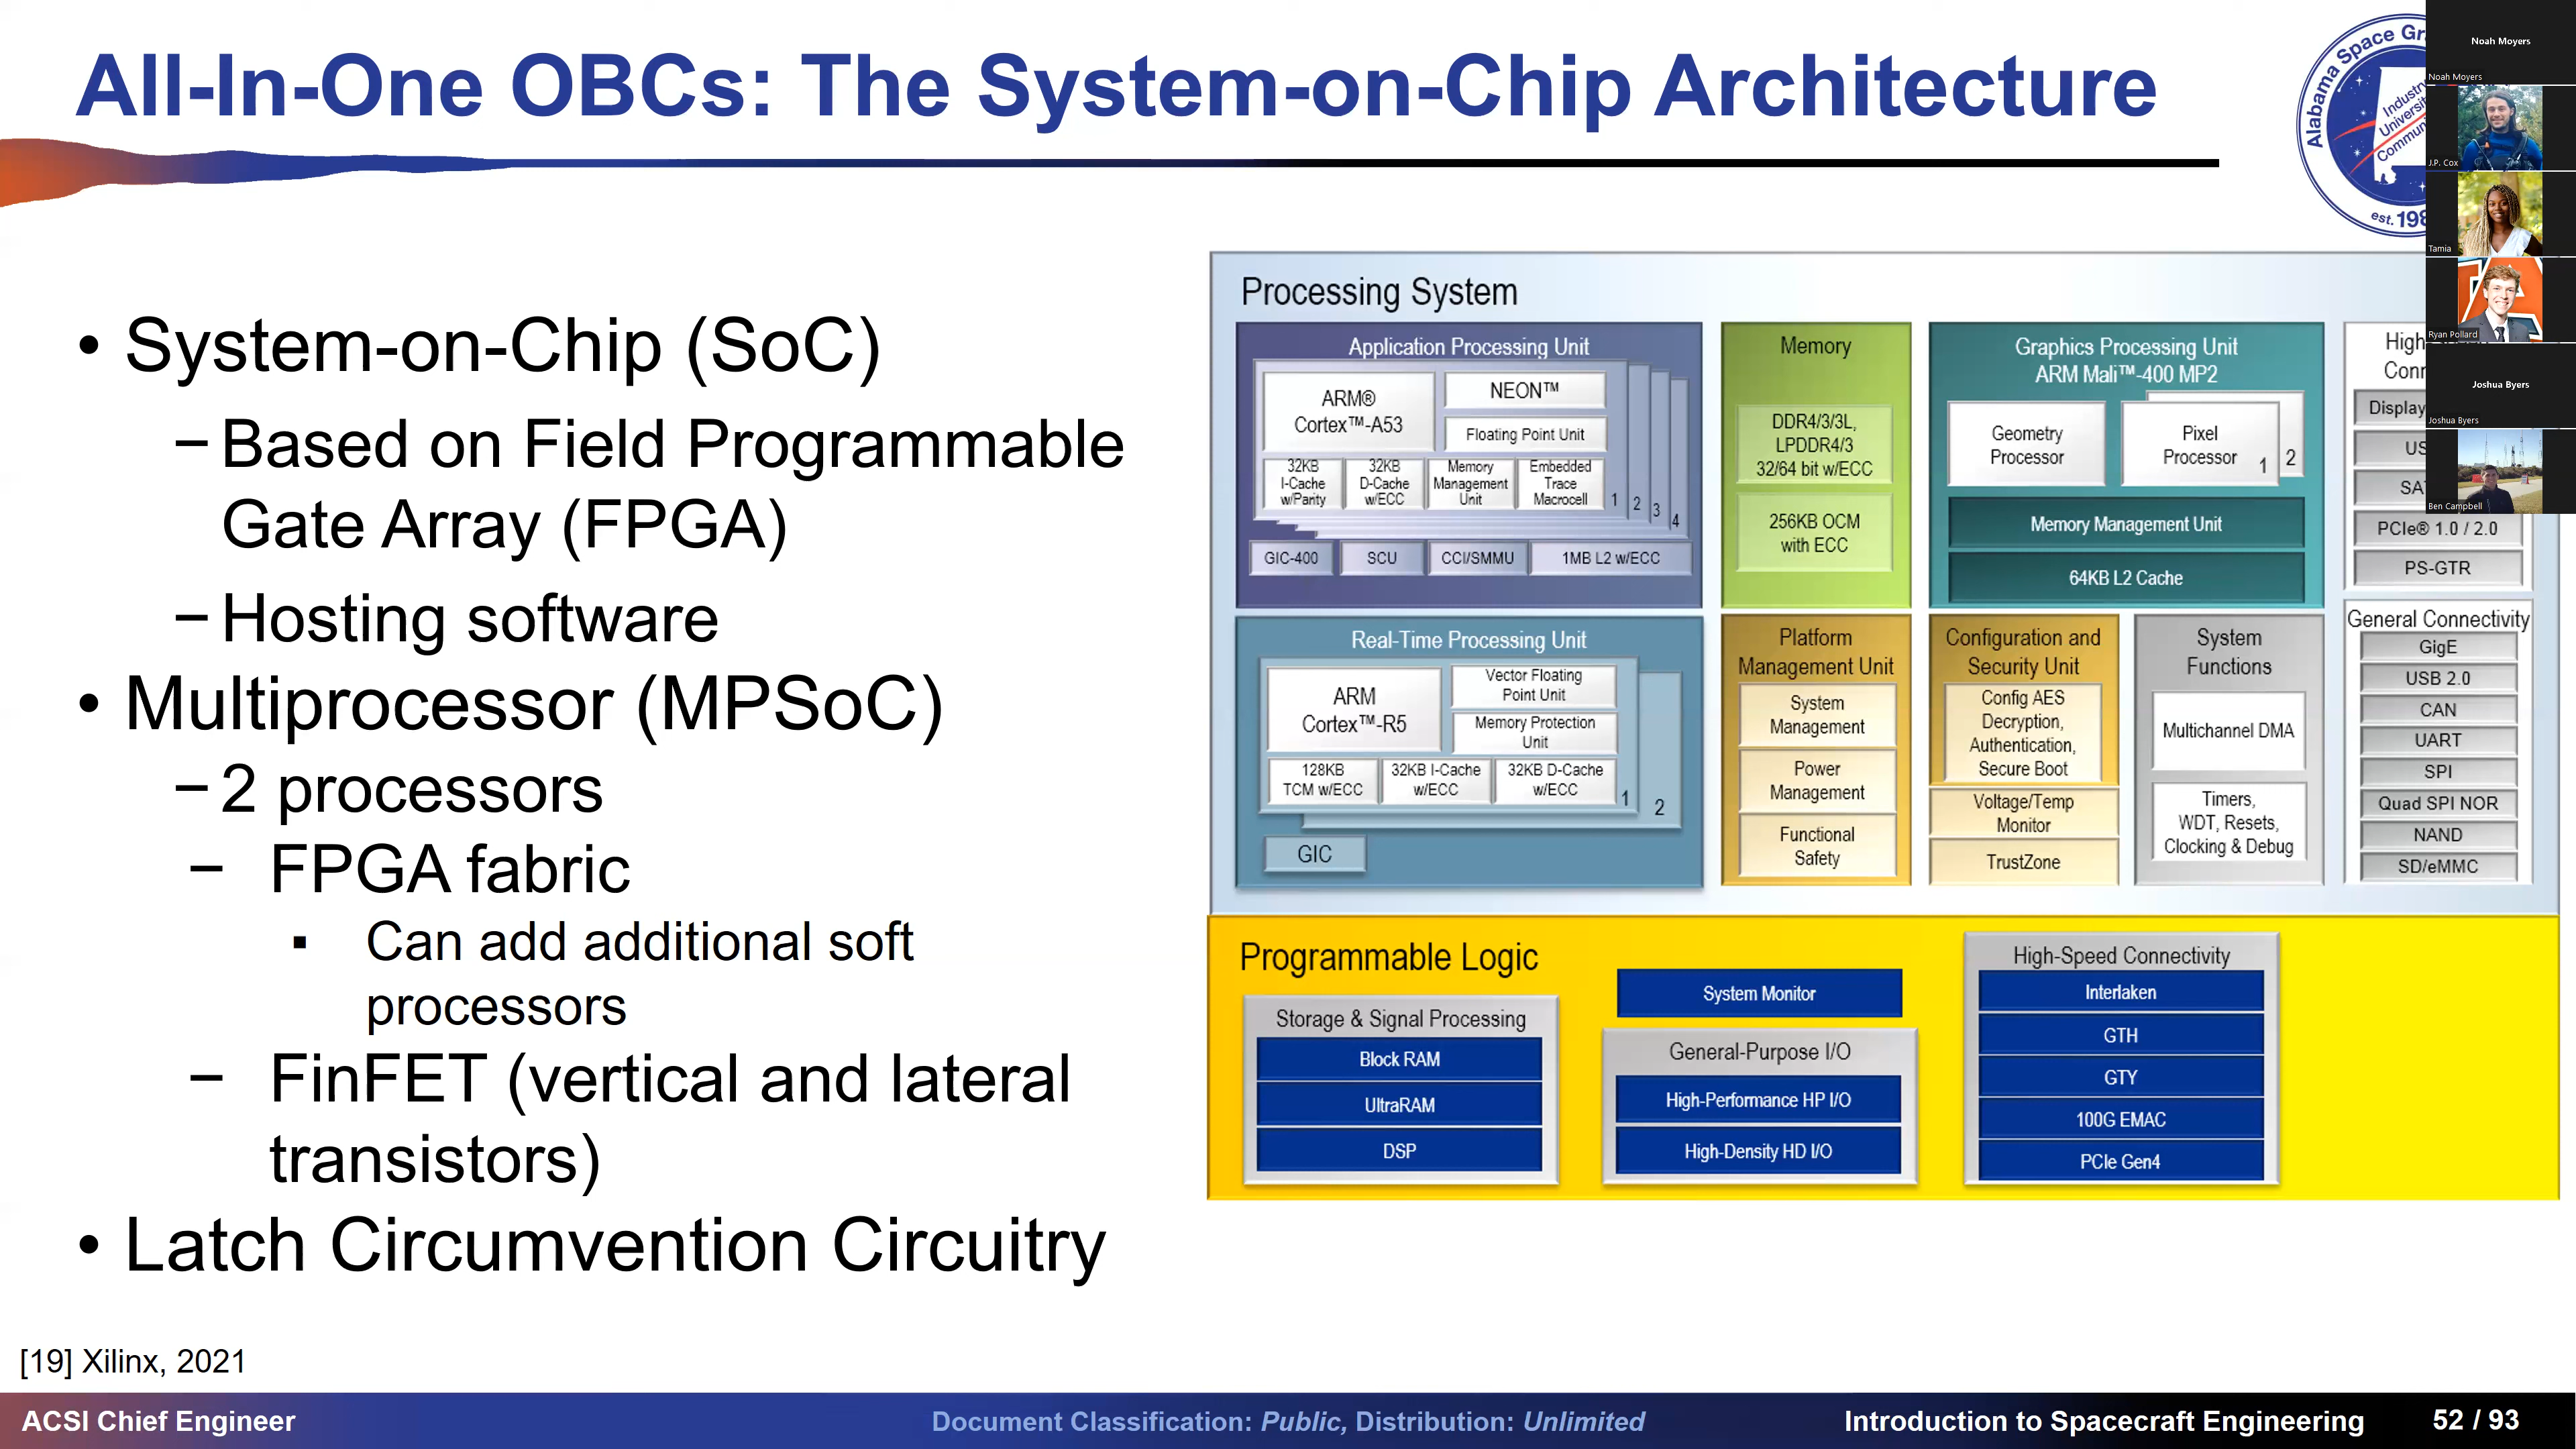 All-In-One OBCs: The System-on-Chip Architecture
Alabama Space Gr
Industry
Universit
Commun
est. 198
Noah Moyers
Noah Moyers
J.P. Cox
Tamia
Ryan Pollard
Joshua Byers
Joshua Byers
Ben Campbell
• System-on-Chip (SoC)
– Based on Field Programmable
Gate Array (FPGA)
– Hosting software
• Multiprocessor (MPSoC)
– 2 processors
– FPGA fabric
▪ Can add additional soft
processors
– FinFET (vertical and lateral
transistors)
• Latch Circumvention Circuitry
Processing System
Application Processing Unit
ARM®
Cortex™-A53
NEON™
Floating Point Unit
32KB
I-Cache
w/Parity
32KB
D-Cache
w/ECC
Memory
Management
Unit
Embedded
Trace
Macrocell
1
2
3
4
GIC-400
SCU
CCI/SMMU
1MB L2 w/ECC
Memory
DDR4/3/3L,
LPDDR4/3
32/64 bit w/ECC
256KB OCM
with ECC
Graphics Processing Unit
ARM Mali™-400 MP2
Geometry
Processor
Pixel
Processor
1
2
Memory Management Unit
64KB L2 Cache
High
Conn
Display
US
SA
PCIe® 1.0 / 2.0
PS-GTR
Real-Time Processing Unit
ARM
Cortex™-R5
Vector Floating
Point Unit
Memory Protection
Unit
128KB
TCM w/ECC
32KB I-Cache
w/ECC
32KB D-Cache
w/ECC
1
2
GIC
Platform
Management Unit
System
Management
Power
Management
Functional
Safety
Configuration and
Security Unit
Config AES
Decryption,
Authentication,
Secure Boot
Voltage/Temp
Monitor
TrustZone
System
Functions
Multichannel DMA
Timers,
WDT, Resets,
Clocking & Debug
General Connectivity
GigE
USB 2.0
CAN
UART
SPI
Quad SPI NOR
NAND
SD/eMMC
Programmable Logic
Storage & Signal Processing
Block RAM
UltraRAM
DSP
System Monitor
General-Purpose I/O
High-Performance HP I/O
High-Density HD I/O
High-Speed Connectivity
Interlaken
GTH
GTY
100G EMAC
PCIe Gen4
[19] Xilinx, 2021
ACSI Chief Engineer
Document Classification: Public, Distribution: Unlimited
Introduction to Spacecraft Engineering
52 / 93